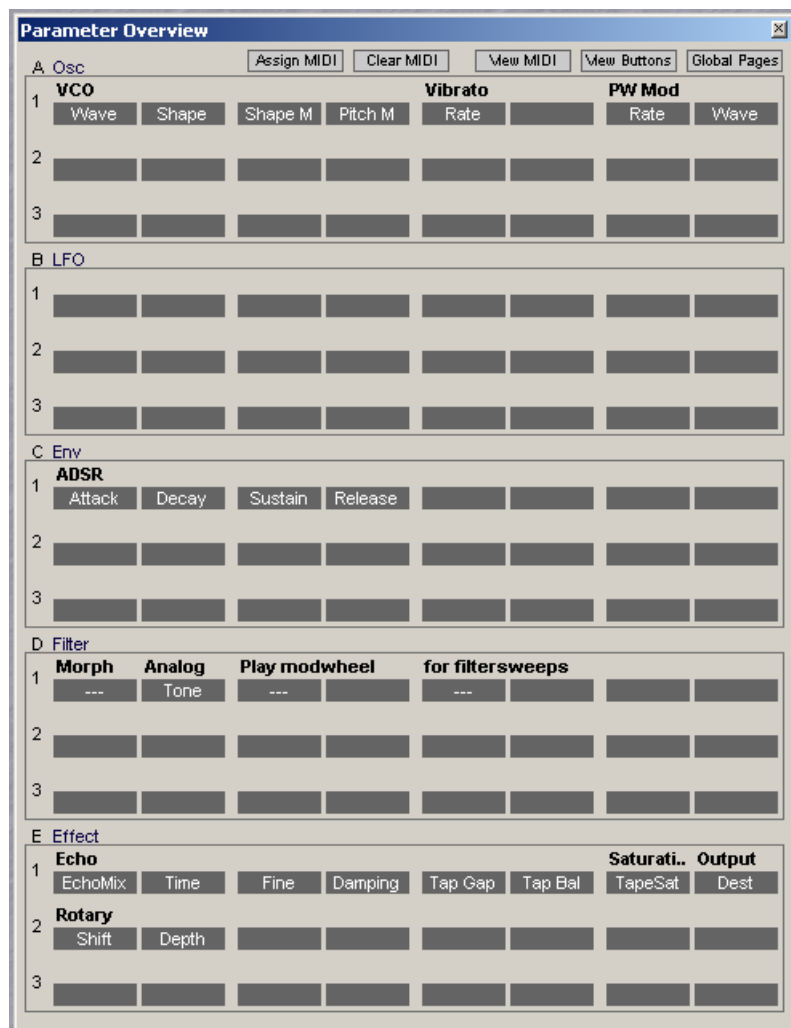 Parameter Overview
Assign MIDI Clear MIDI View MIDI View Buttons Global Pages
A Osc
VCO Vibrato PW Mod
1 Wave Shape Shape M Pitch M Rate Rate Wave
2
3
B LFO
1
2
3
C Env
ADSR
1 Attack Decay Sustain Release
2
3
D Filter
Morph Analog Play modwheel for filtersweeps
1 --- Tone --- ---
2
3
E Effect
Echo Saturati.. Output
1 EchoMix Time Fine Damping Tap Gap Tap Bal TapeSat Dest
Rotary
2 Shift Depth
3